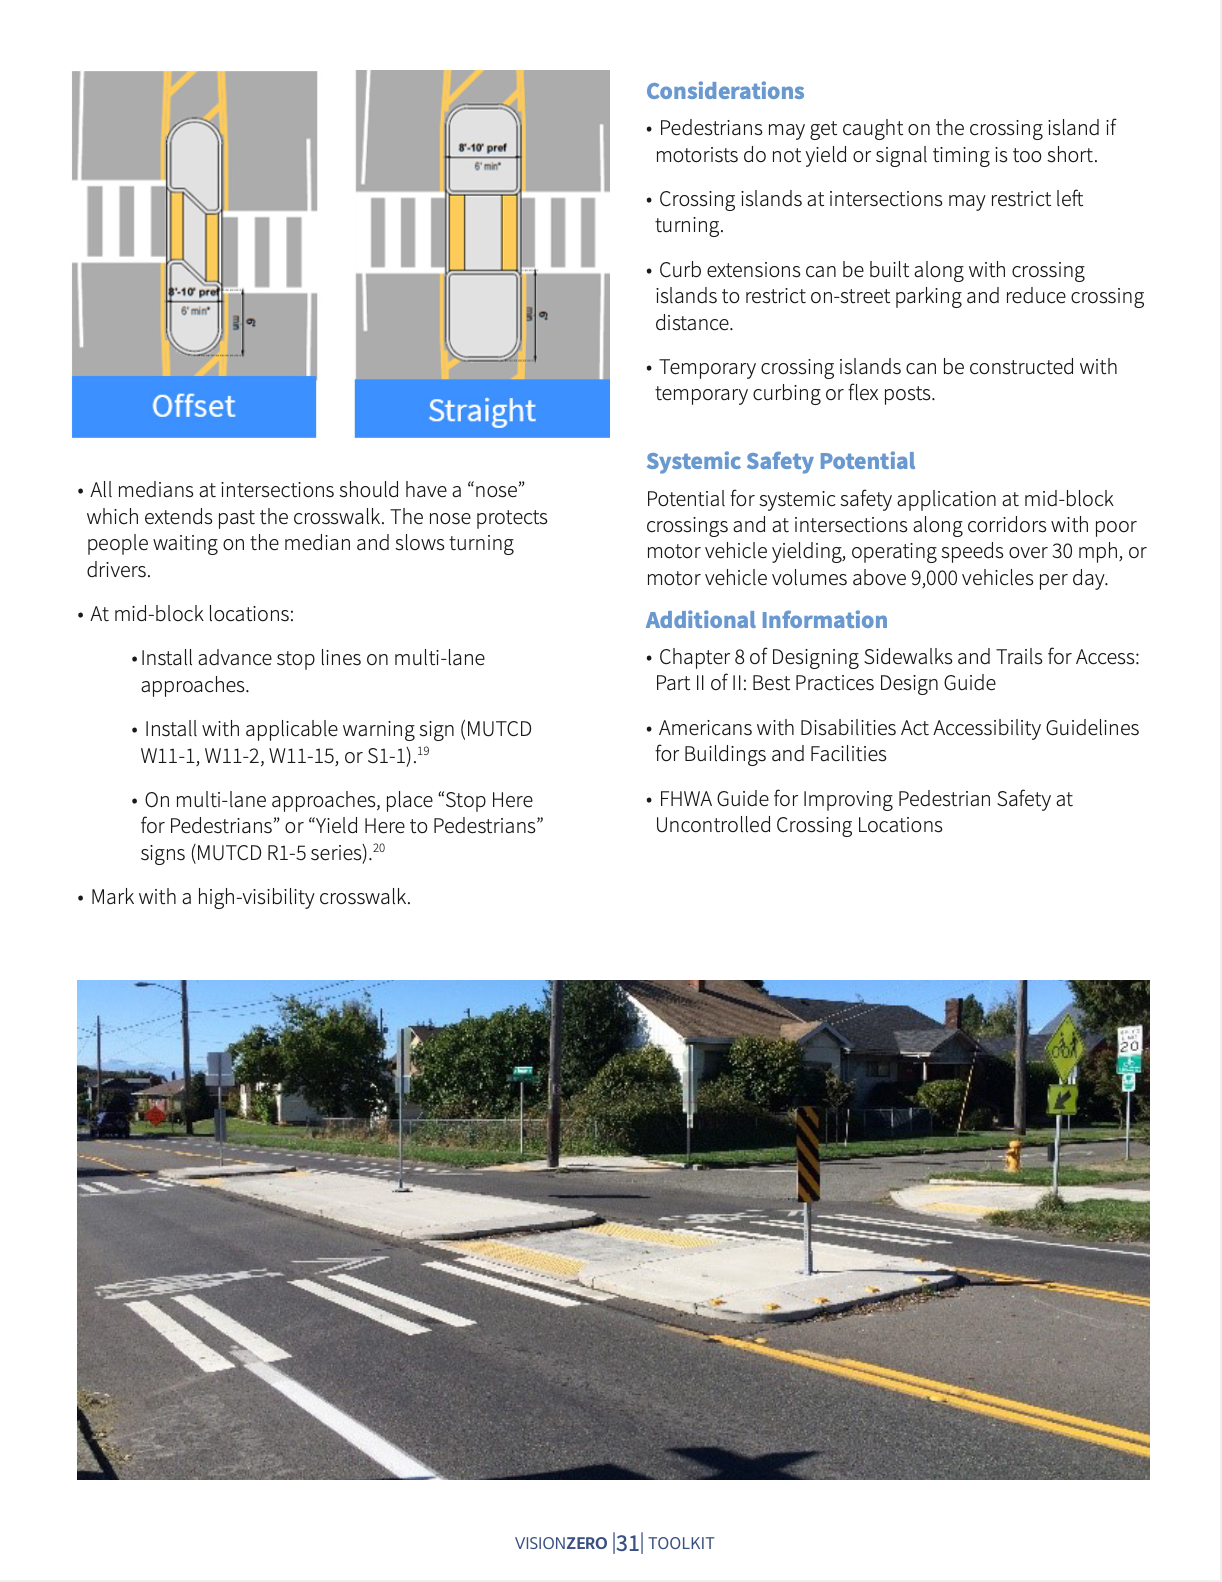 8'-10' pref
6' min*
6' min
Offset
8'-10' pref
6' min*
6' min
Straight
• All medians at intersections should have a “nose”
which extends past the crosswalk. The nose protects
people waiting on the median and slows turning
drivers.
• At mid-block locations:
• Install advance stop lines on multi-lane
approaches.
• Install with applicable warning sign (MUTCD
W11-1, W11-2, W11-15, or S1-1).19
• On multi-lane approaches, place “Stop Here
for Pedestrians” or “Yield Here to Pedestrians”
signs (MUTCD R1-5 series).20
• Mark with a high-visibility crosswalk.
Considerations
• Pedestrians may get caught on the crossing island if
motorists do not yield or signal timing is too short.
• Crossing islands at intersections may restrict left
turning.
• Curb extensions can be built along with crossing
islands to restrict on-street parking and reduce crossing
distance.
• Temporary crossing islands can be constructed with
temporary curbing or flex posts.
Systemic Safety Potential
Potential for systemic safety application at mid-block
crossings and at intersections along corridors with poor
motor vehicle yielding, operating speeds over 30 mph, or
motor vehicle volumes above 9,000 vehicles per day.
Additional Information
• Chapter 8 of Designing Sidewalks and Trails for Access:
Part II of II: Best Practices Design Guide
• Americans with Disabilities Act Accessibility Guidelines
for Buildings and Facilities
• FHWA Guide for Improving Pedestrian Safety at
Uncontrolled Crossing Locations
20
VISIONZERO |31| TOOLKIT